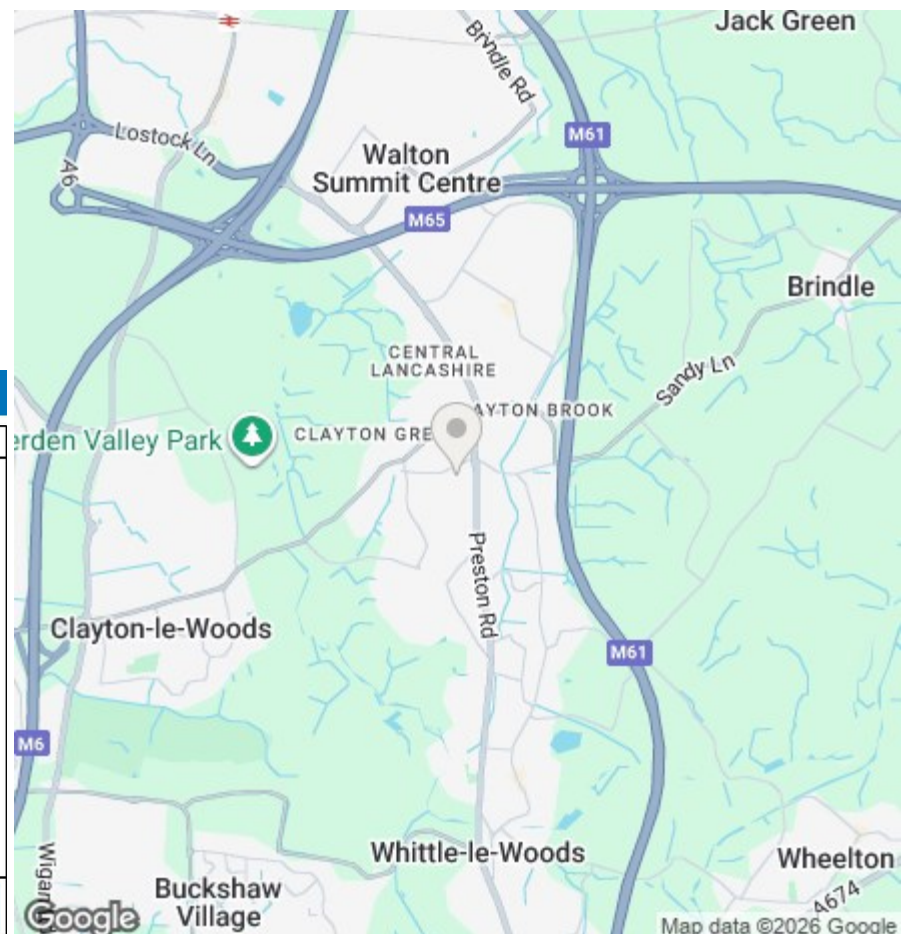 Jack Green
Brindle Rd
M61
Lostock Ln
A6
Walton
Summit Centre
M65
Brindle
CENTRAL
LANCASHIRE
Sandy Ln
AYTON BROOK
erden Valley Park
CLAYTON GRE
Preston Rd
Clayton-le-Woods
M61
M6
Whittle-le-Woods
Wheelton
Wigan
Buckshaw
Village
A674
Google
Map data ©2026 Google